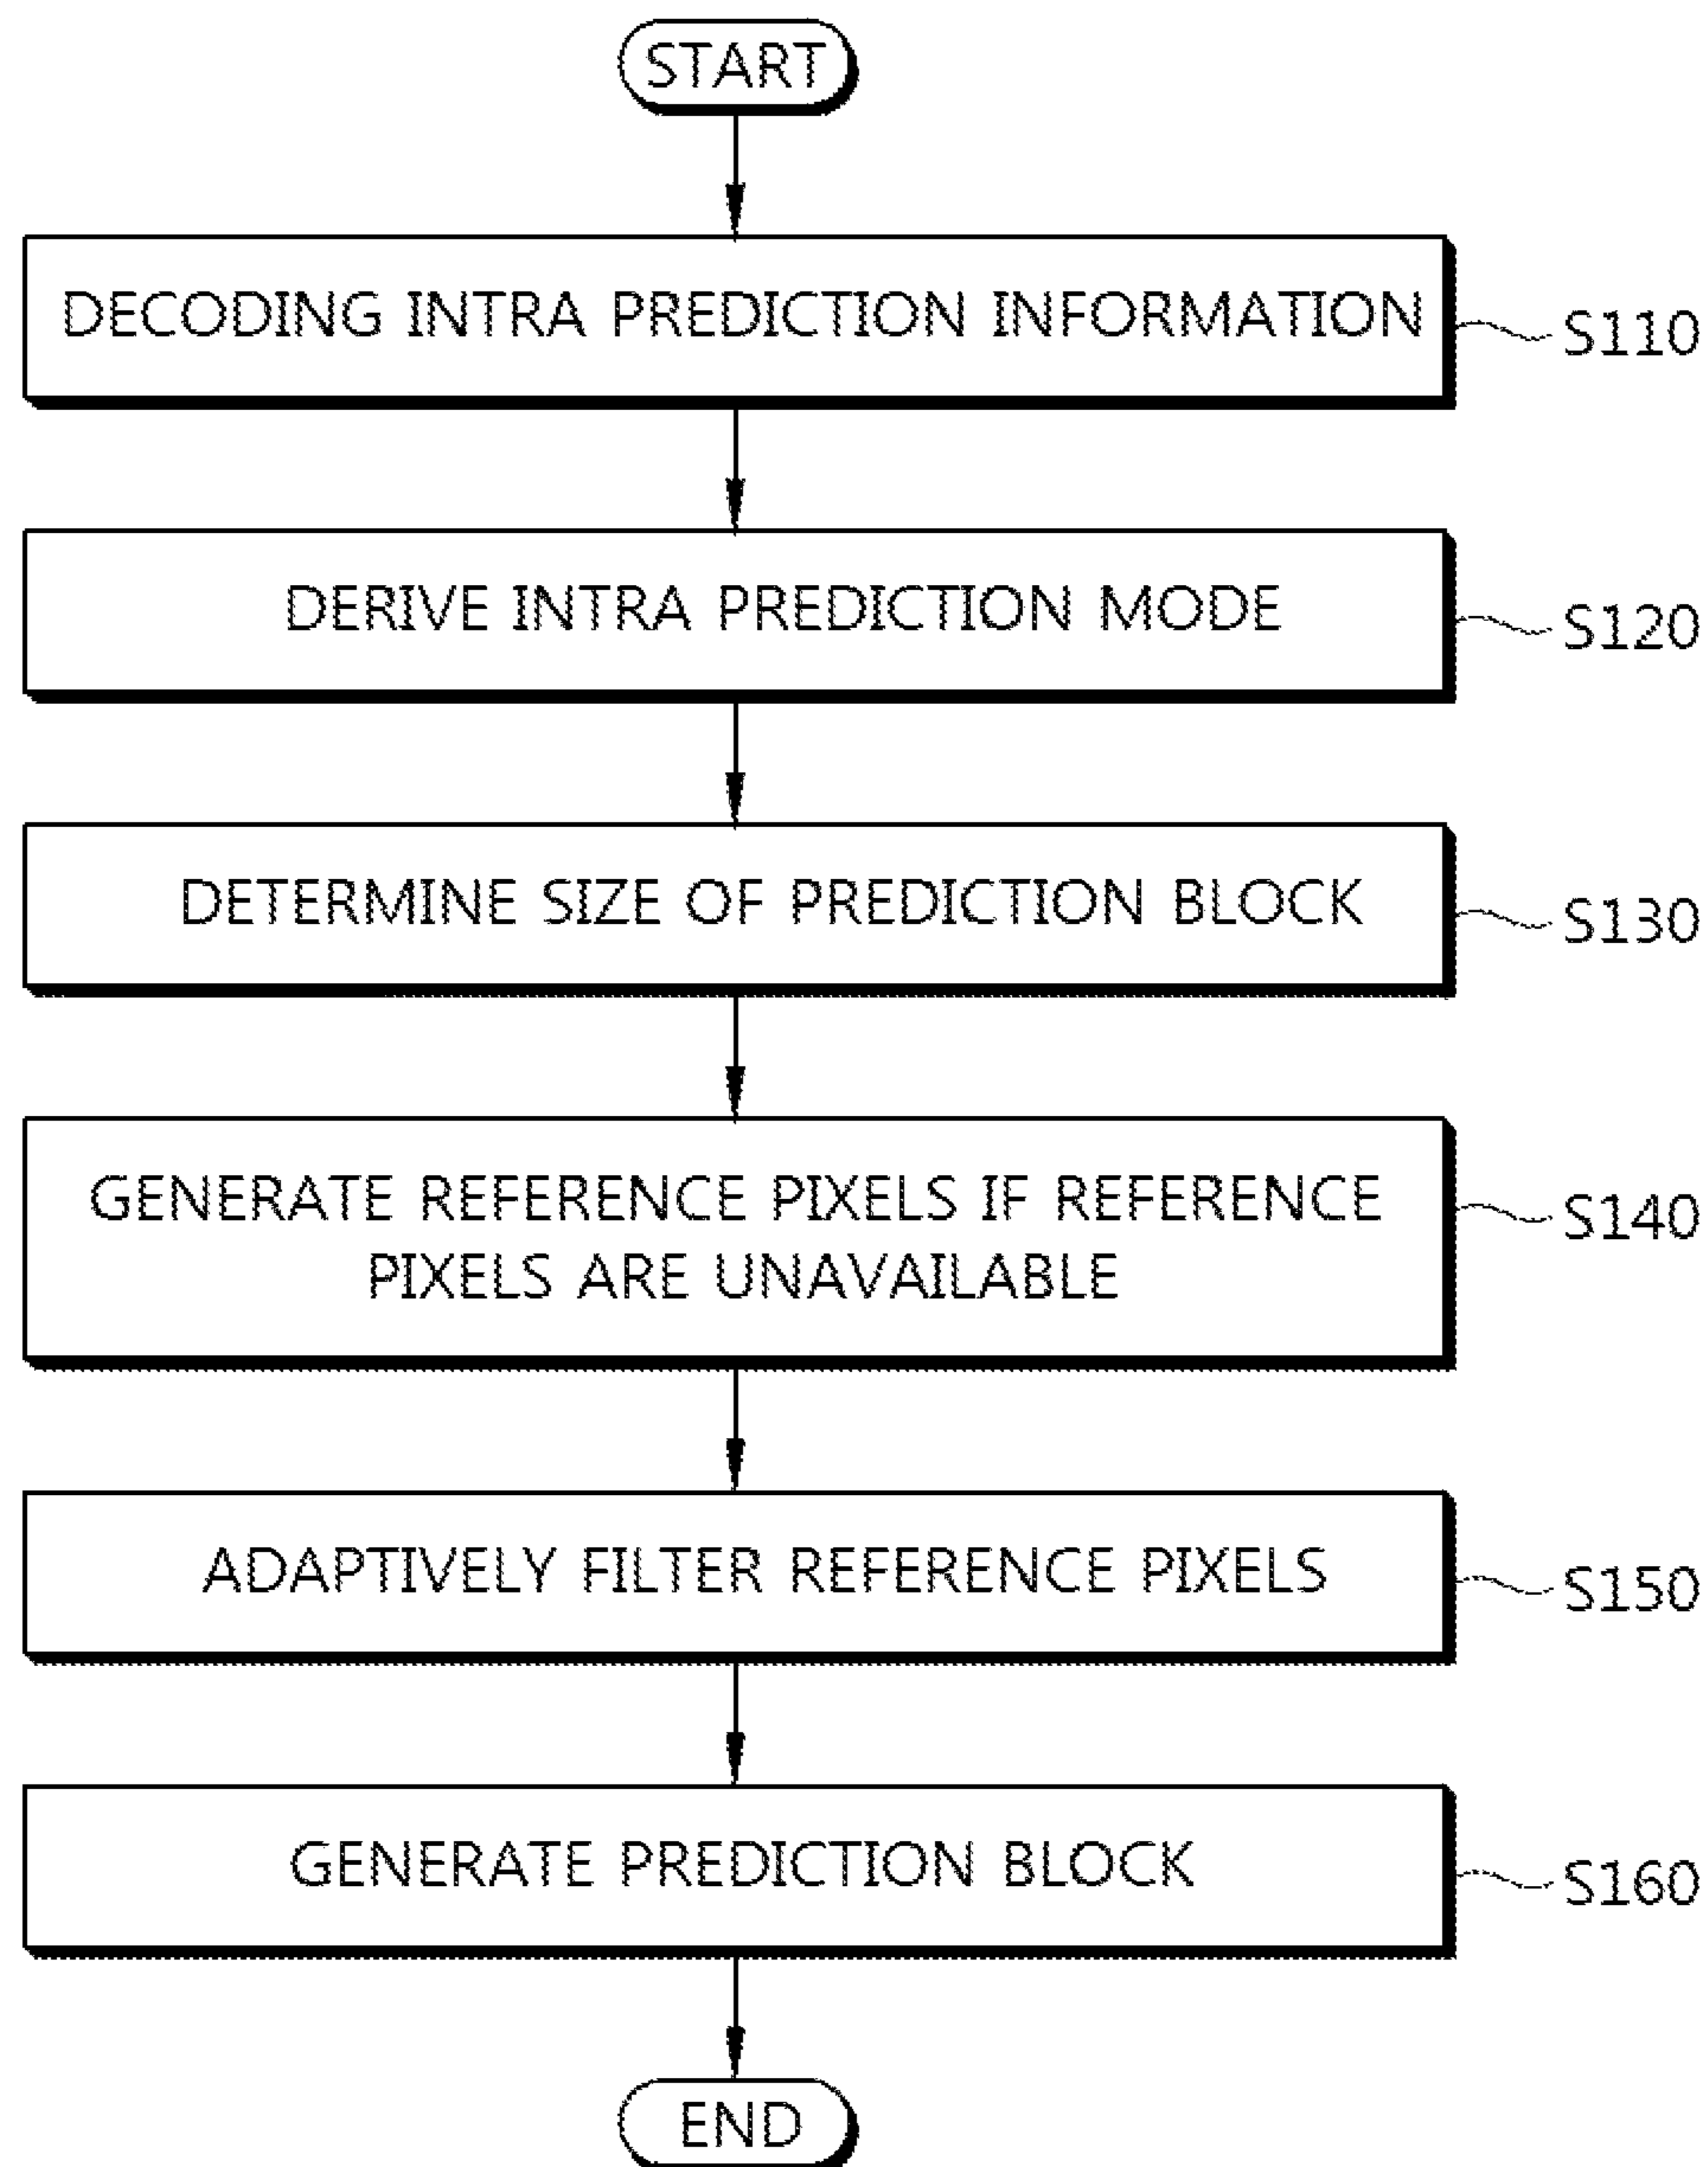 START
DECODING INTRA PREDICTION INFORMATION
S110
DERIVE INTRA PREDICTION MODE
S120
DETERMINE SIZE OF PREDICTION BLOCK
S130
GENERATE REFERENCE PIXELS IF REFERENCE
PIXELS ARE UNAVAILABLE
S140
ADAPTIVELY FILTER REFERENCE PIXELS
S150
GENERATE PREDICTION BLOCK
S160
END